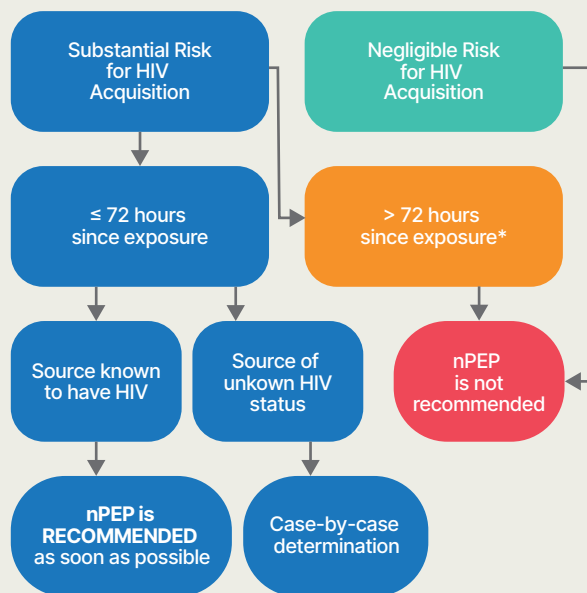 Substantial Risk
for HIV
Acquisition
Negligible Risk
for HIV
Acquisition
≤ 72 hours
since exposure
> 72 hours
since exposure*
Source known
to have HIV
Source of
unkown HIV
status
nPEP
is not
recommended
nPEP is
RECOMMENDED
as soon as possible
Case-by-case
determination